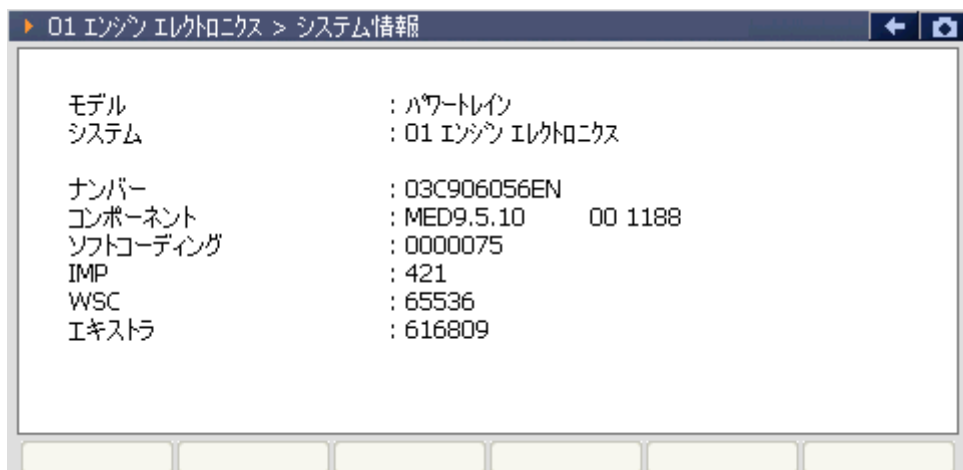 01 エンジン エレクトロニクス > システム情報
モデル : パワートレイン
システム : 01 エンジン エレクトロニクス
ナンバー : 03C906056EN
コンポーネント : MED9.5.10 00 1188
ソフトコーディング : 0000075
IMP : 421
WSC : 65536
エキストラ : 616809